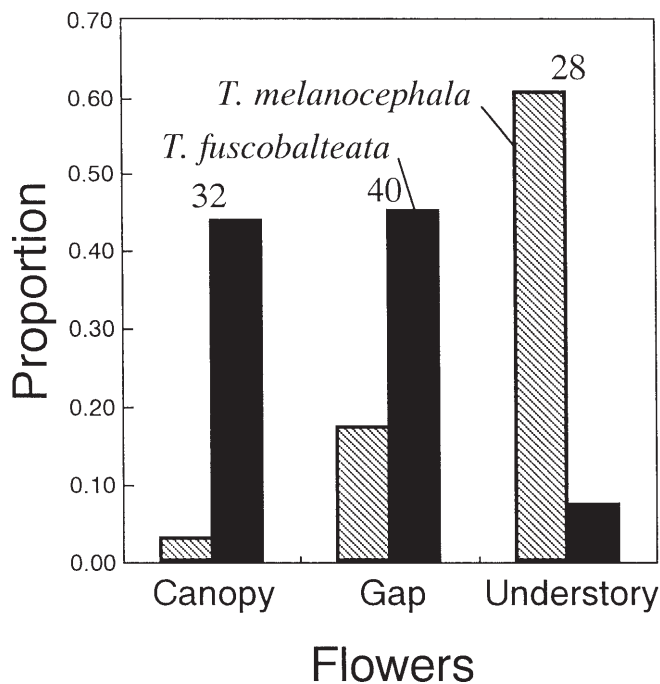 0.70
0.60
0.50
0.40
0.30
0.20
0.10
0.00
Proportion
28
T. melanocephala
T. fuscobalteata
32
40
Canopy
Gap
Understory
Flowers